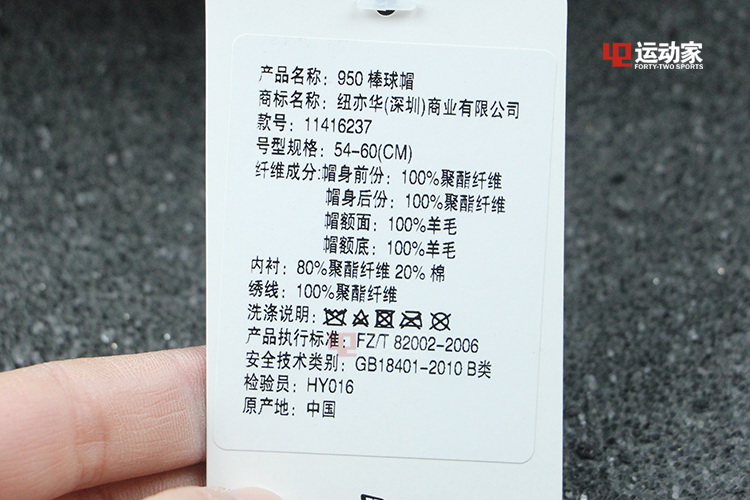 运动家
FORTY-TWO SPORTS
产品名称：950 棒球帽
商标名称：纽亦华(深圳)商业有限公司
款号：11416237
号型规格：54-60(CM)
纤维成分:帽身前份：100%聚酯纤维
帽身后份：100%聚酯纤维
帽额面：100%羊毛
帽额底：100%羊毛
内衬：80%聚酯纤维 20% 棉
绣线：100%聚酯纤维
洗涤说明：
产品执行标准：FZ/T 82002-2006
安全技术类别：GB18401-2010 B类
检验员：HY016
原产地：中国